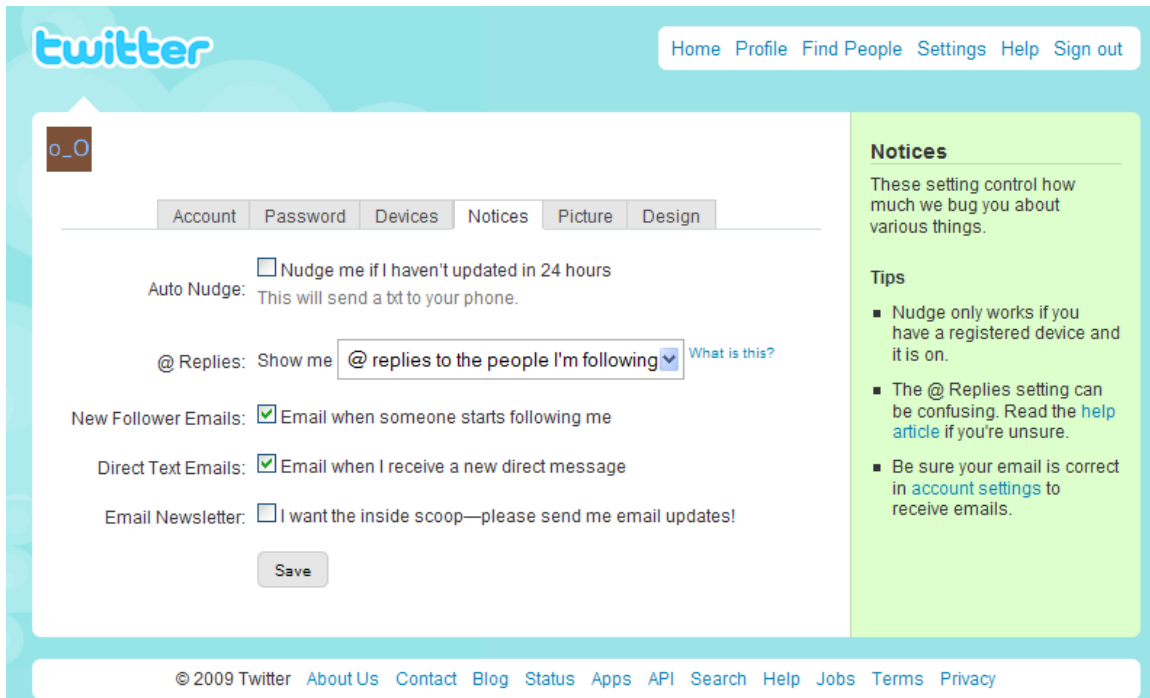 twitter
Home Profile Find People Settings Help Sign out
o_O
Account Password Devices Notices Picture Design
Auto Nudge: Nudge me if I haven't updated in 24 hours
This will send a txt to your phone.
@ Replies: Show me @ replies to the people I'm following What is this?
New Follower Emails: Email when someone starts following me
Direct Text Emails: Email when I receive a new direct message
Email Newsletter: I want the inside scoop—please send me email updates!
Save
Notices
These setting control how
much we bug you about
various things.
Tips
Nudge only works if you
have a registered device and
it is on.
The @ Replies setting can
be confusing. Read the help
article if you're unsure.
Be sure your email is correct
in account settings to
receive emails.
© 2009 Twitter About Us Contact Blog Status Apps API Search Help Jobs Terms Privacy